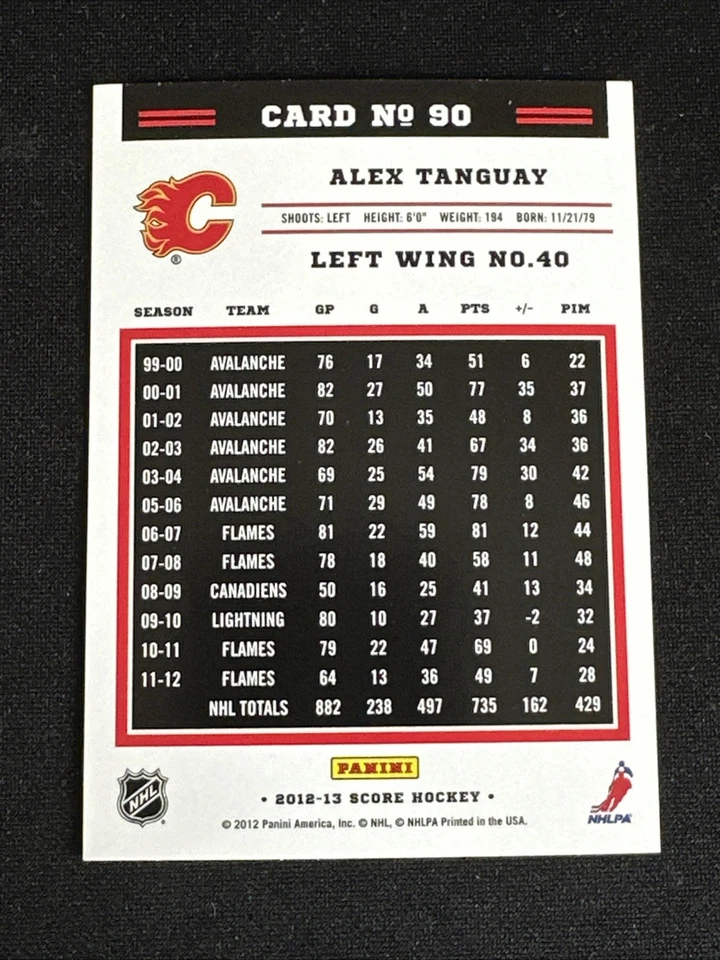 CARD Nº 90
ALEX TANGUAY
SHOOTS: LEFT HEIGHT: 6'0" WEIGHT: 194 BORN: 11/21/79
LEFT WING NO.40
SEASON TEAM GP G A PTS +/- PIM
99-00 AVALANCHE 76 17 34 51 6 22
00-01 AVALANCHE 82 27 50 77 35 37
01-02 AVALANCHE 70 13 35 48 8 36
02-03 AVALANCHE 82 26 41 67 34 36
03-04 AVALANCHE 69 25 54 79 30 42
05-06 AVALANCHE 71 29 49 78 8 46
06-07 FLAMES 81 22 59 81 12 44
07-08 FLAMES 78 18 40 58 11 48
08-09 CANADIENS 50 16 25 41 13 34
09-10 LIGHTNING 80 10 27 37 -2 32
10-11 FLAMES 79 22 47 69 0 24
11-12 FLAMES 64 13 36 49 7 28
NHL TOTALS 882 238 497 735 162 429
PANINI
NHL
• 2012-13 SCORE HOCKEY •
NHLPA
© 2012 Panini America, Inc. © NHL, © NHLPA Printed in the USA.